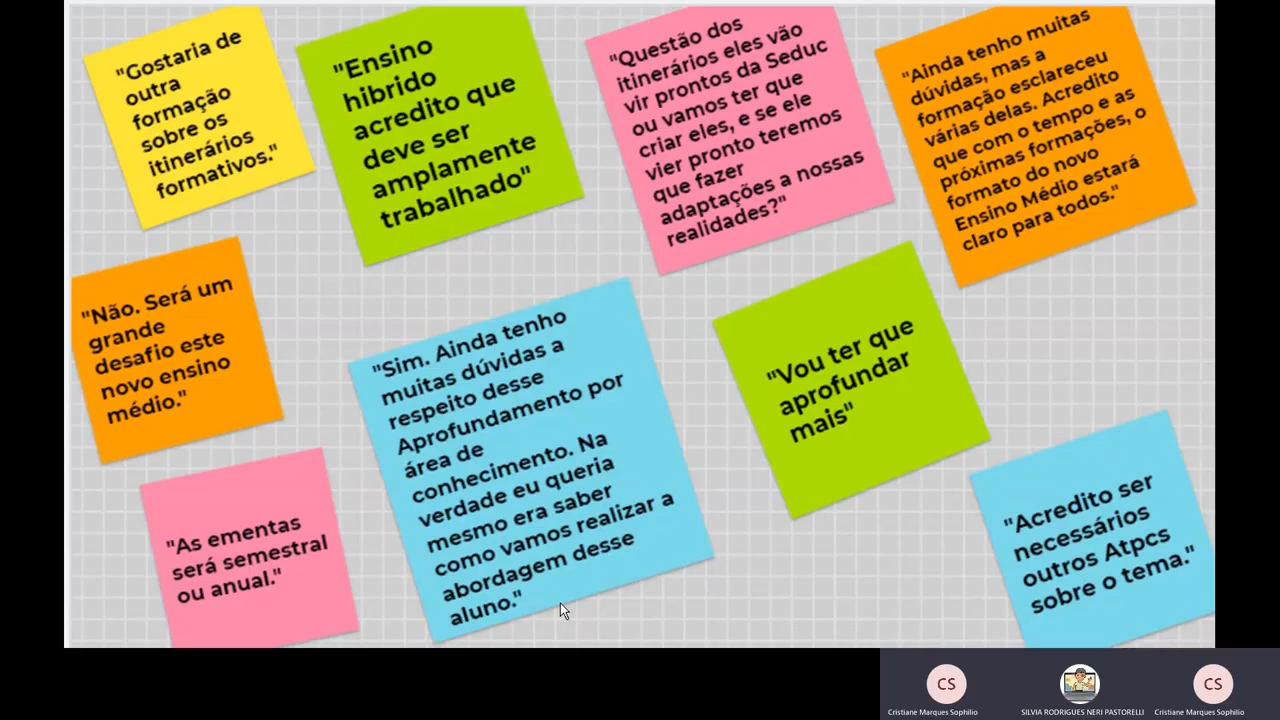 "Gostaria de
outra
formação
sobre os
itinerários
formativos."
"Ensino
hibrido
acredito que
deve ser
amplamente
trabalhado"
"Questão dos
itinerários eles vão
vir prontos da Seduc
ou vamos ter que
criar eles, e se ele
vier pronto teremos
que fazer
adaptações a nossas
realidades?"
"Ainda tenho muitas
dúvidas, mas a
formação esclareceu
várias delas. Acredito
que com o tempo e as
próximas formações, o
formato do novo
Ensino Médio estará
claro para todos."
"Não. Será um
grande
desafio este
novo ensino
médio."
"Sim. Ainda tenho
muitas dúvidas a
respeito desse
Aprofundamento por
área de
conhecimento. Na
verdade eu queria
mesmo era saber
como vamos realizar a
abordagem desse
aluno."
"Vou ter que
aprofundar
mais"
"As ementas
será semestral
ou anual."
"Acredito ser
necessários
outros Atpcs
sobre o tema."
CS
CS
Cristiane Marques Sophilio
SILVIA RODRIGUES NERI PASTORELLI
Cristiane Marques Sophilio